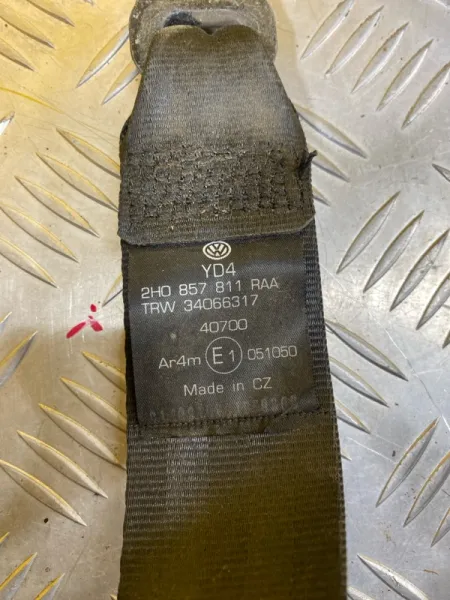 YD4
2H0 857 811 RAA
TRW 34066317
40700
Ar4m E1 051050
Made in CZ